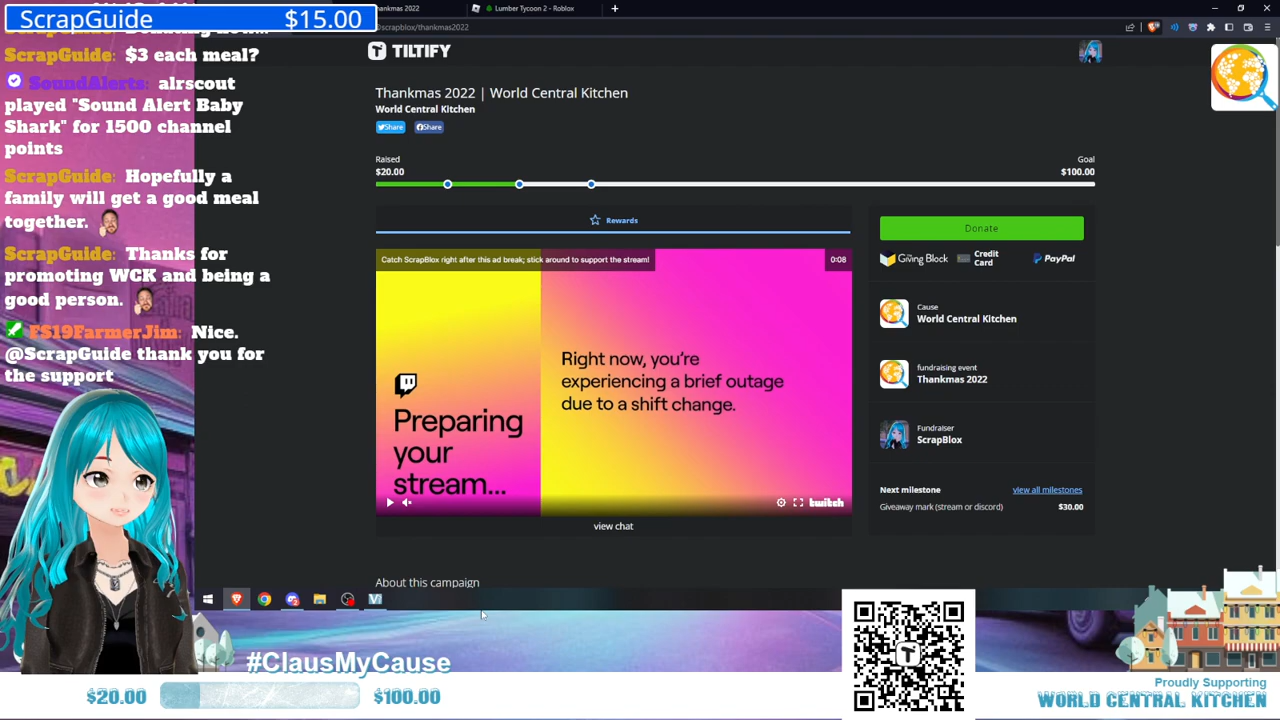 ScrapGuide $15.00
ankmas 2022
Lumber Tycoon 2 - Roblox
@scrapblox/thankmas2022
ScrapGuide: $3 each meal?
SoundAlerts: alrscout
played "Sound Alert Baby
Shark" for 1500 channel
points
ScrapGuide: Hopefully a
family will get a good meal
together.
ScrapGuide: Thanks for
promoting WCK and being a
good person.
FS19FarmerJim: Nice.
@ScrapGuide thank you for
the support
TILTIFY
Thankmas 2022 | World Central Kitchen
World Central Kitchen
Share
Share
Raised
$20.00
Goal
$100.00
Rewards
Catch ScrapBlox right after this ad break; stick around to support the stream!
0:08
Preparing
your
stream...
Right now, you're
experiencing a brief outage
due to a shift change.
twitch
view chat
Donate
Giving Block
Credit
Card
PayPal
Cause
World Central Kitchen
fundraising event
Thankmas 2022
Fundraiser
ScrapBlox
Next milestone
view all milestones
Giveaway mark (stream or discord)
$30.00
About this campaign
#ClausMyCause
$20.00
$100.00
Proudly Supporting
WORLD CENTRAL KITCHEN